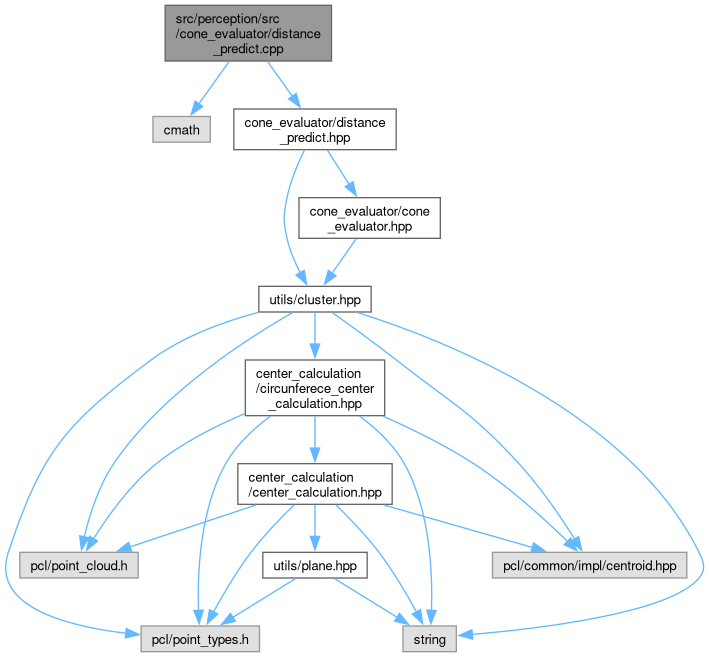 src/perception/src
/cone_evaluator/distance
_predict.cpp
cmath
cone_evaluator/distance
_predict.hpp
cone_evaluator/cone
_evaluator.hpp
utils/cluster.hpp
center_calculation
/circunferece_center
_calculation.hpp
center_calculation
/center_calculation.hpp
pcl/point_cloud.h
utils/plane.hpp
pcl/common/impl/centroid.hpp
pcl/point_types.h
string